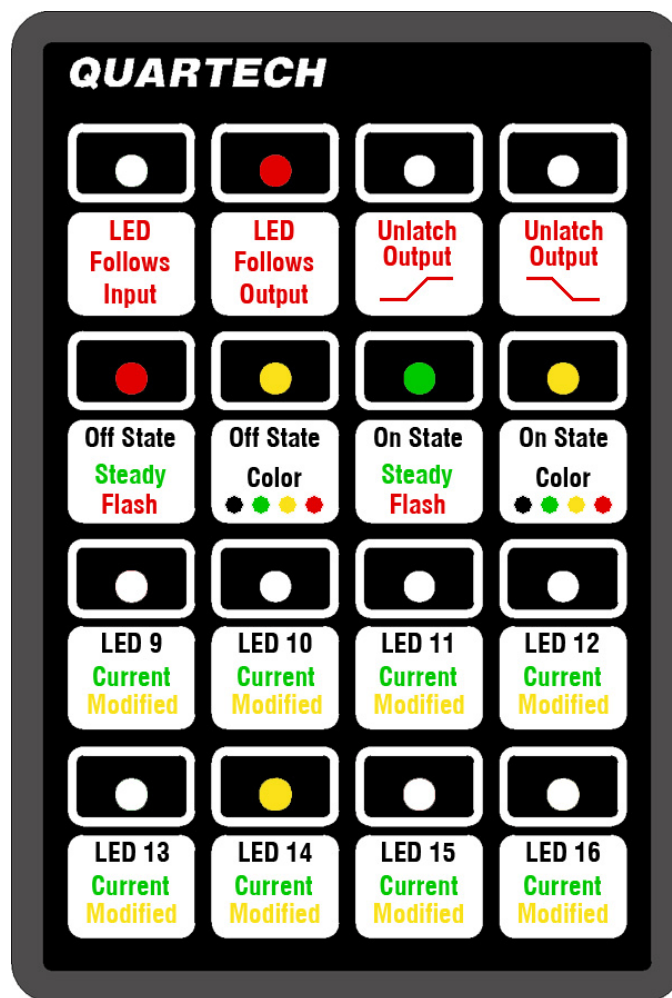 QUARTECH
LED
Follows
Input
LED
Follows
Output
Unlatch
Output
Unlatch
Output
Off State
Steady
Flash
Off State
Color
On State
Steady
Flash
On State
Color
LED 9
Current
Modified
LED 10
Current
Modified
LED 11
Current
Modified
LED 12
Current
Modified
LED 13
Current
Modified
LED 14
Current
Modified
LED 15
Current
Modified
LED 16
Current
Modified